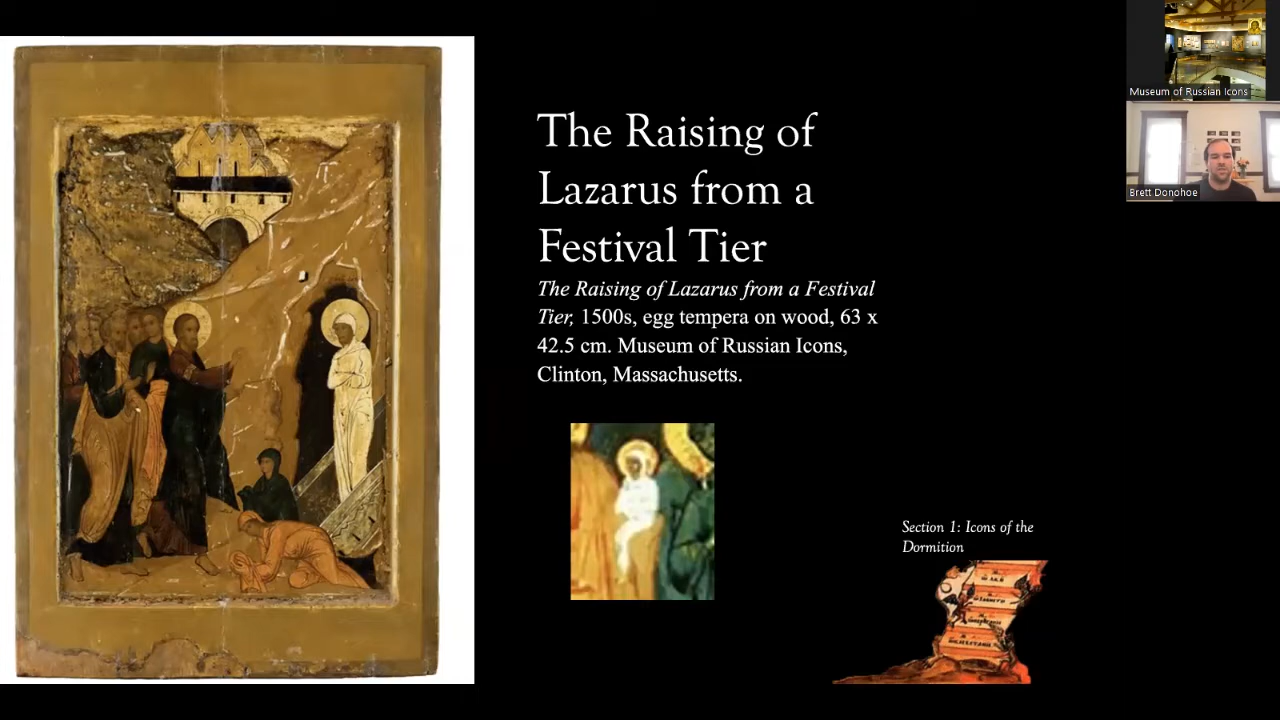 The Raising of
Lazarus from a
Festival Tier
The Raising of Lazarus from a Festival
Tier, 1500s, egg tempera on wood, 63 x
42.5 cm. Museum of Russian Icons,
Clinton, Massachusetts.
Section 1: Icons of the
Dormition
Museum of Russian Icons
Brett Donohoe